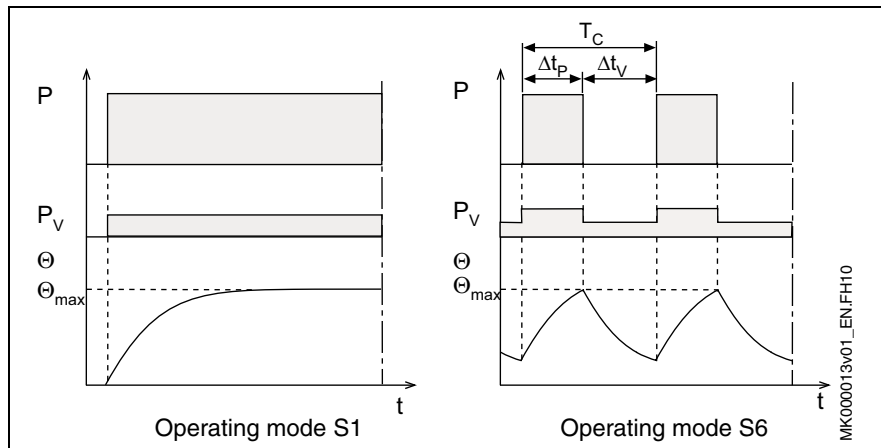 P
P_V
Θ
Θ_max
t
Operating mode S1
T_C
Δt_P
Δt_V
P
P_V
Θ
Θ_max
t
Operating mode S6
MK000013v01_EN.FH10